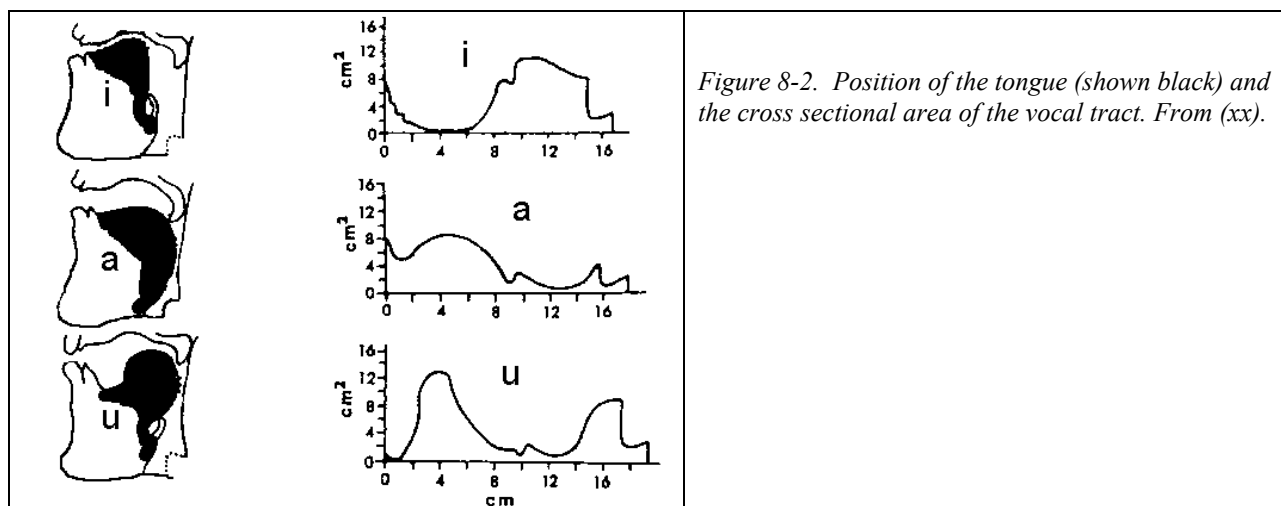 i
16
12
8
4
0
cm²
i
0 4 8 12 16
Figure 8-2. Position of the tongue (shown black) and
the cross sectional area of the vocal tract. From (xx).
a
16
12
8
4
0
cm²
a
0 4 8 12 16
u
16
12
8
4
0
cm²
u
0 4 8 12 16
cm